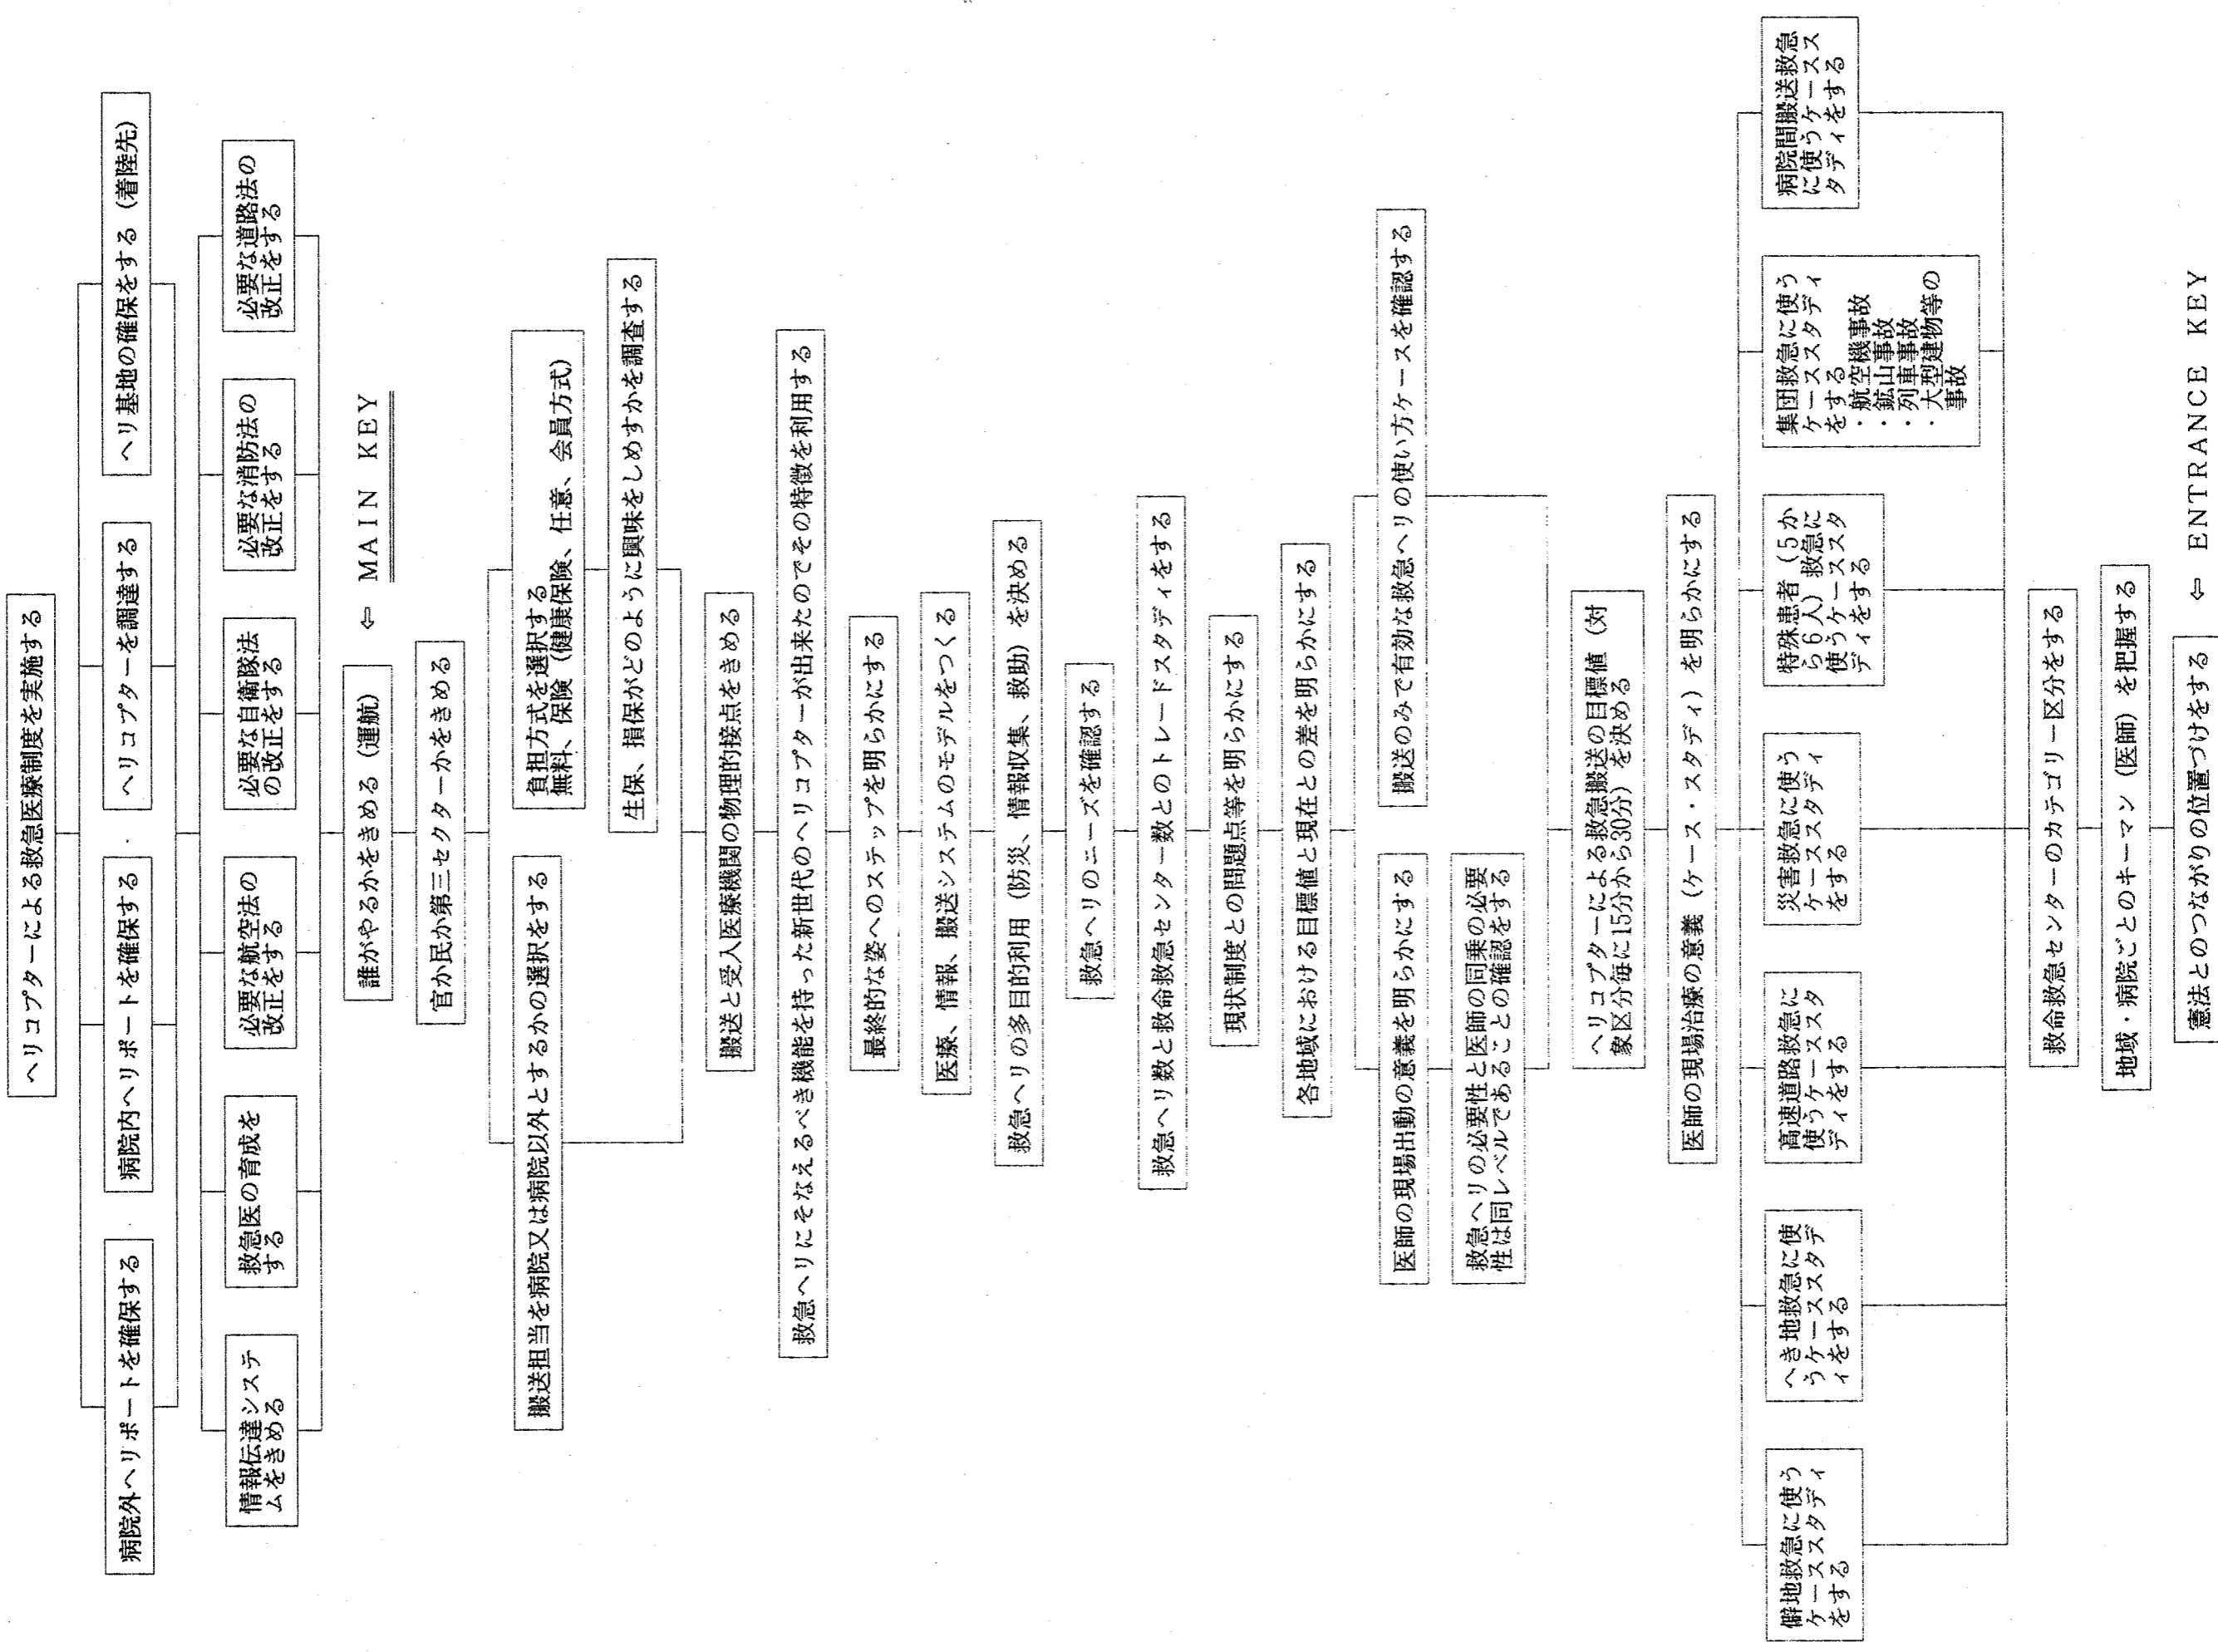 ヘリコプターによる救急医療制度を実施する
病院外ヘリポートを確保する
病院内ヘリポートを確保する
ヘリコプターを調達する
ヘリ基地の確保をする(着陸先)
情報伝達システ
ムをきめる
救急医の育成を
する
必要な航空法の
改正をする
必要な自衛隊法
の改正をする
必要な消防法の
改正をする
必要な道路法の
改正をする
誰がやるかをきめる(運航)
⇦ MAIN KEY
官か民か第三セクターかをきめる
搬送担当を病院又は病院以外とするかの選択をする
負担方式を選択する
無料、保険(健康保険、任意、会員方式)
生保、損保がどのように興味をしめすかを調査する
搬送と受入医療機関の物理的接点をきめる
救急ヘリにそなえるべき機能を持った新世代のヘリコプターが出来たのでその特徴を利用する
最終的な姿へのステップを明らかにする
医療、情報、搬送システムのモデルをつくる
救急ヘリの多目的利用(防災、情報収集、救助)を決める
救急ヘリのニーズを確認する
救急ヘリ数と救命救急センター数とのトレードスタディをする
現状制度との問題点等を明らかにする
各地域における目標値と現在との差を明らかにする
医師の現場出動の意義を明らかにする
搬送のみで有効な救急ヘリの使い方ケースを確認する
救急ヘリの必要性と医師の同乗の必要
性は同レベルであることの確認をする
ヘリコプターによる救急搬送の目標値(対
象区分毎に15分から30分)を決める
医師の現場治療の意義(ケース・スタディ)を明らかにする
僻地救急に使う
ケーススタディ
をする
へき地救急に使
うケーススタデ
ィをする
高速道路救急に
使うケーススタ
ディをする
災害救急に使う
ケーススタディ
をする
特殊患者(5か
ら6人)救急に
使うケーススタ
ディをする
集団救急に使う
ケーススタディ
をする
・航空機事故
・鉱山事故
・列車事故
・大型建物等の
事故
病院間搬送救急
に使うケースス
タディをする
救命救急センターのカテゴリー区分をする
地域・病院ごとのキーマン(医師)を把握する
憲法とのつながりの位置づけをする
⇦ ENTRANCE KEY